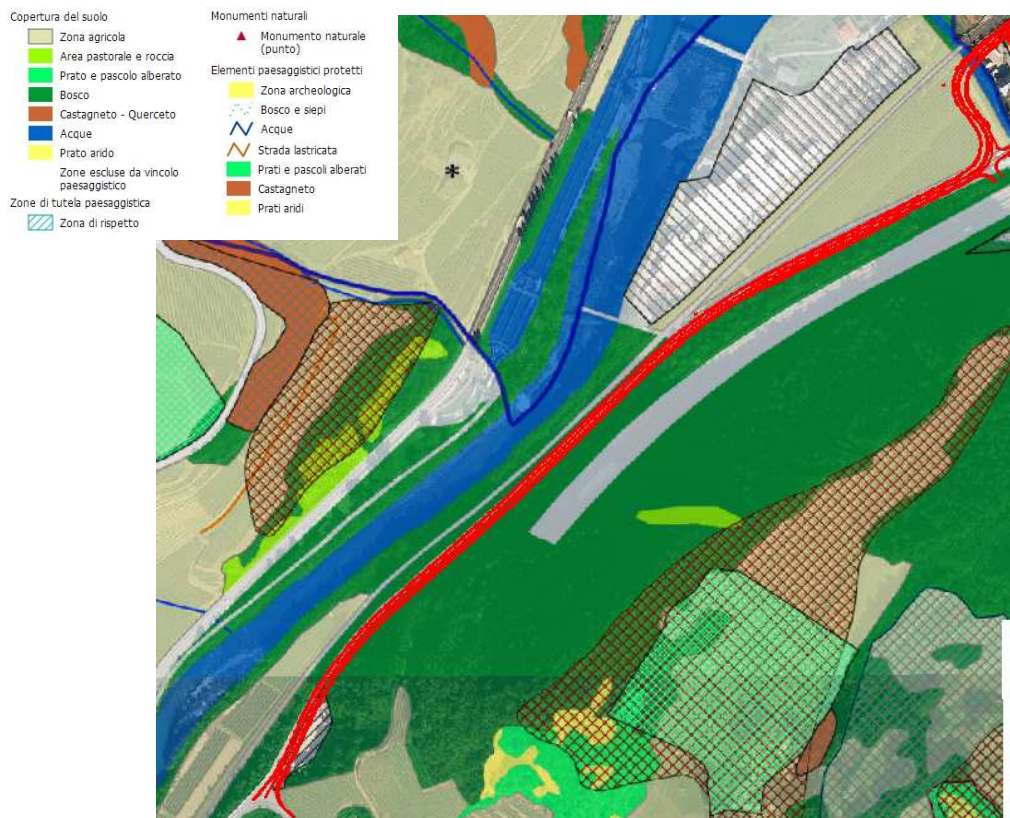 Copertura del suolo
Zona agricola
Area pastorale e roccia
Prato e pascolo alberato
Bosco
Castagneto - Querceto
Acque
Prato arido
Zone escluse da vincolo
paesaggistico
Zone di tutela paesaggistica
Zona di rispetto
Monumenti naturali
Monumento naturale
(punto)
Elementi paesaggistici protetti
Zona archeologica
Bosco e siepi
Acque
Strada lastricata
Prati e pascoli alberati
Castagneto
Prati aridi
*